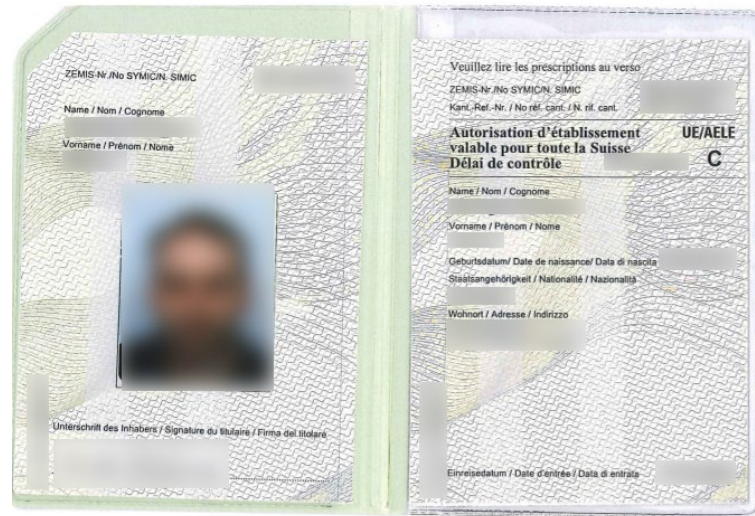 ZEMIS-Nr./No SYMIC/N. SIMIC
Name / Nom / Cognome
Vorname / Prénom / Nome
Unterschrift des Inhabers / Signature du titulaire / Firma del titolare
Veuillez lire les prescriptions au verso
ZEMIS-Nr./No SYMIC/N. SIMIC
Kant.-Ref.-Nr. / No réf. cant. / N. rif. cant.
Autorisation d'établissement UE/AELE
valable pour toute la Suisse C
Délai de contrôle
Name / Nom / Cognome
Vorname / Prénom / Nome
Geburtsdatum/ Date de naissance/ Data di nascita
Staatsangehörigkeit / Nationalité / Nazionalità
Wohnort / Adresse / Indirizzo
Einreisedatum / Date d'entrée / Data di entrata